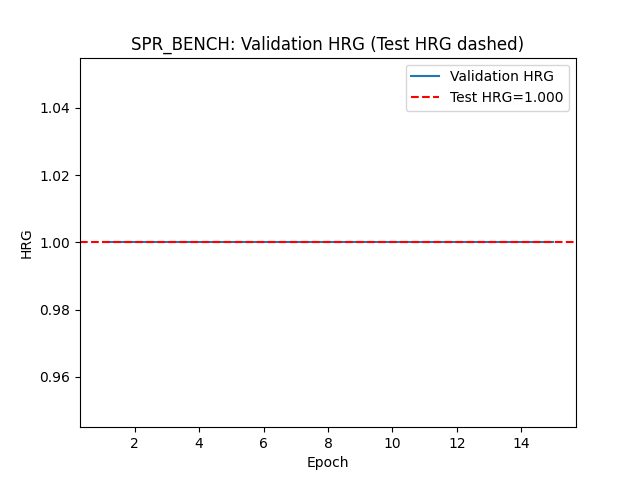 SPR_BENCH: Validation HRG (Test HRG dashed)
Validation HRG
Test HRG=1.000
1.04
1.02
1.00
0.98
0.96
HRG
2 4 6 8 10 12 14
Epoch